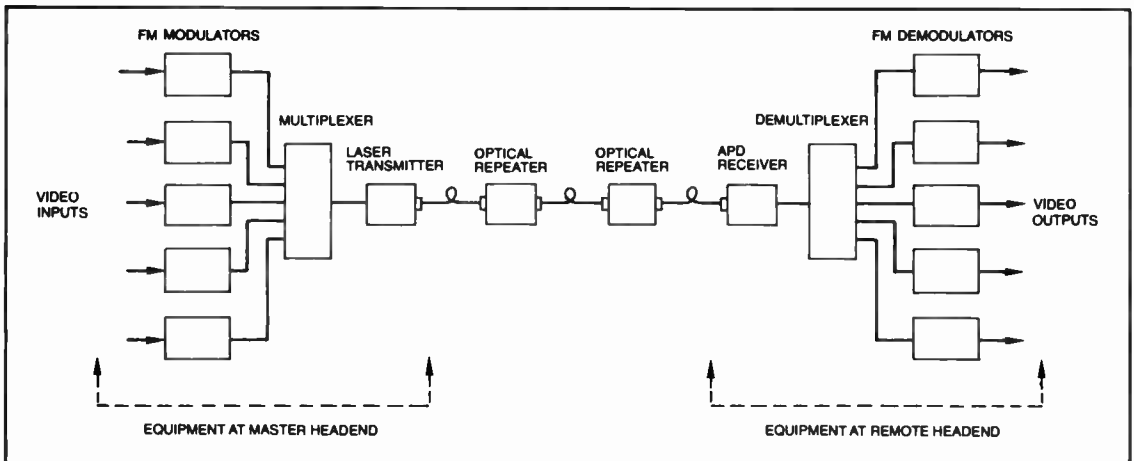 FM MODULATORS
FM DEMODULATORS
MULTIPLEXER
DEMULTIPLEXER
LASER
TRANSMITTER
OPTICAL
REPEATER
OPTICAL
REPEATER
APD
RECEIVER
VIDEO
INPUTS
VIDEO
OUTPUTS
EQUIPMENT AT MASTER HEADEND
EQUIPMENT AT REMOTE HEADEND